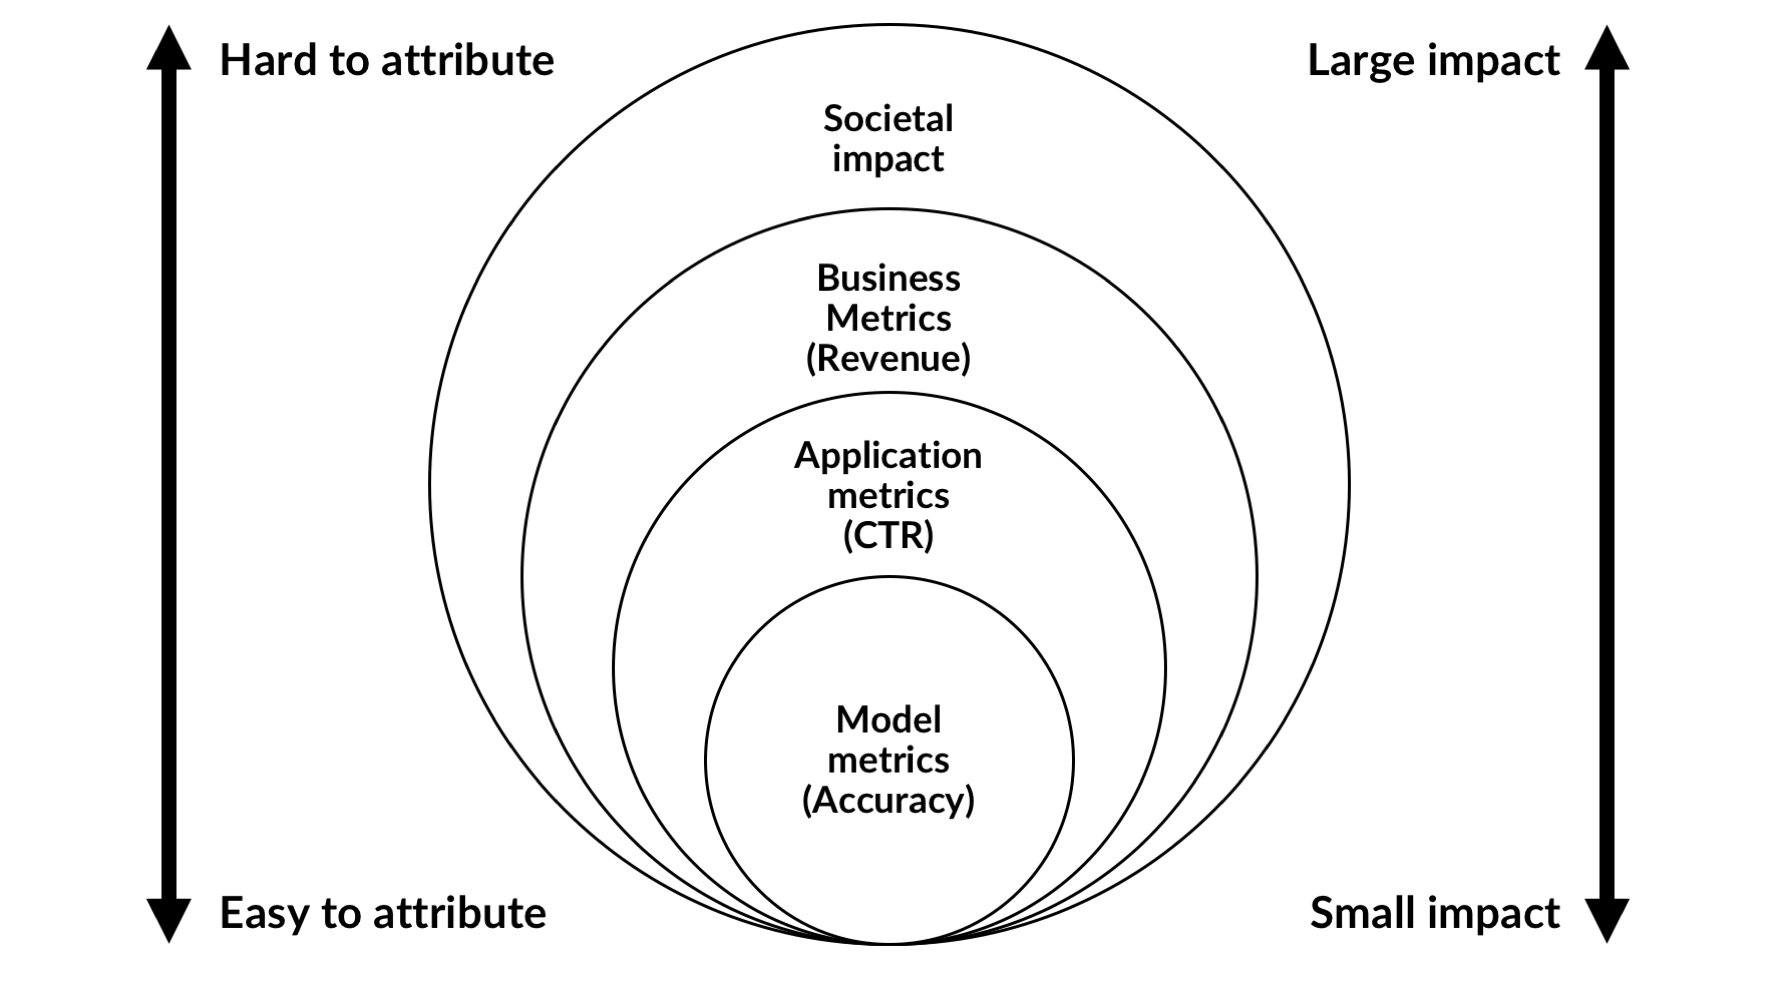 Hard to attribute
Large impact
Societal
impact
Business
Metrics
(Revenue)
Application
metrics
(CTR)
Model
metrics
(Accuracy)
Easy to attribute
Small impact